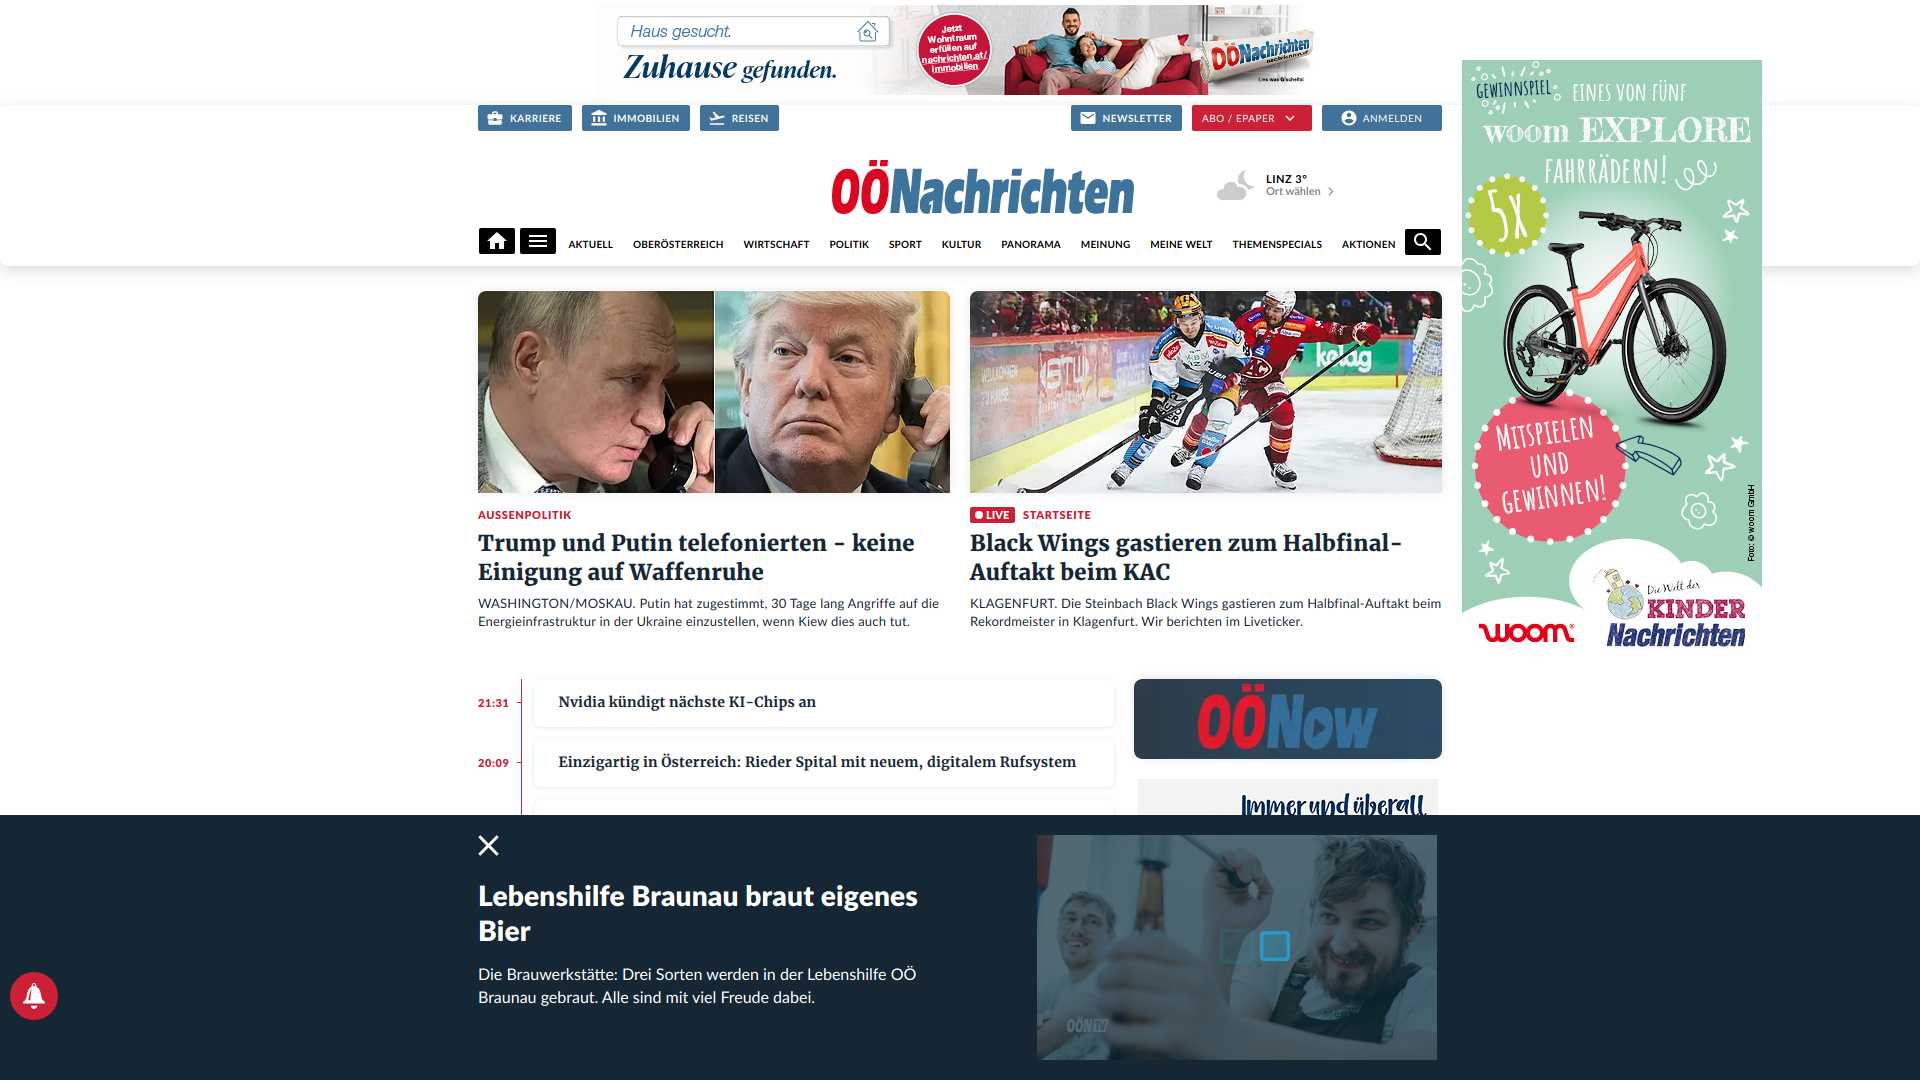 Haus gesucht.
Zuhause gefunden.
Jetzt
Wohntraum
erfüllen auf
nachrichten.at/
immobilien
OÖNachrichten
Lies was G'scheits!
KARRIERE
IMMOBILIEN
REISEN
NEWSLETTER
ABO / EPAPER
ANMELDEN
OÖNachrichten
LINZ 3°
Ort wählen
AKTUELL
OBERÖSTERREICH
WIRTSCHAFT
POLITIK
SPORT
KULTUR
PANORAMA
MEINUNG
MEINE WELT
THEMENSPECIALS
AKTIONEN
GEWINNSPIEL
EINES VON FÜNF
woom EXPLORE
FAHRRÄDERN!
5X
MITSPIELEN
UND
GEWINNEN!
Foto: © woom GmbH
woom
Die Welt der
KINDER
Nachrichten
kelag
AUSSENPOLITIK
Trump und Putin telefonierten - keine
Einigung auf Waffenruhe
WASHINGTON/MOSKAU. Putin hat zugestimmt, 30 Tage lang Angriffe auf die
Energieinfrastruktur in der Ukraine einzustellen, wenn Kiew dies auch tut.
LIVE STARTSEITE
Black Wings gastieren zum Halbfinal-
Auftakt beim KAC
KLAGENFURT. Die Steinbach Black Wings gastieren zum Halbfinal-Auftakt beim
Rekordmeister in Klagenfurt. Wir berichten im Liveticker.
21:31
Nvidia kündigt nächste KI-Chips an
20:09
Einzigartig in Österreich: Rieder Spital mit neuem, digitalem Rufsystem
OÖNow
Immer und überall
Lebenshilfe Braunau braut eigenes
Bier
Die Brauwerkstätte: Drei Sorten werden in der Lebenshilfe OÖ
Braunau gebraut. Alle sind mit viel Freude dabei.
OÖNTV